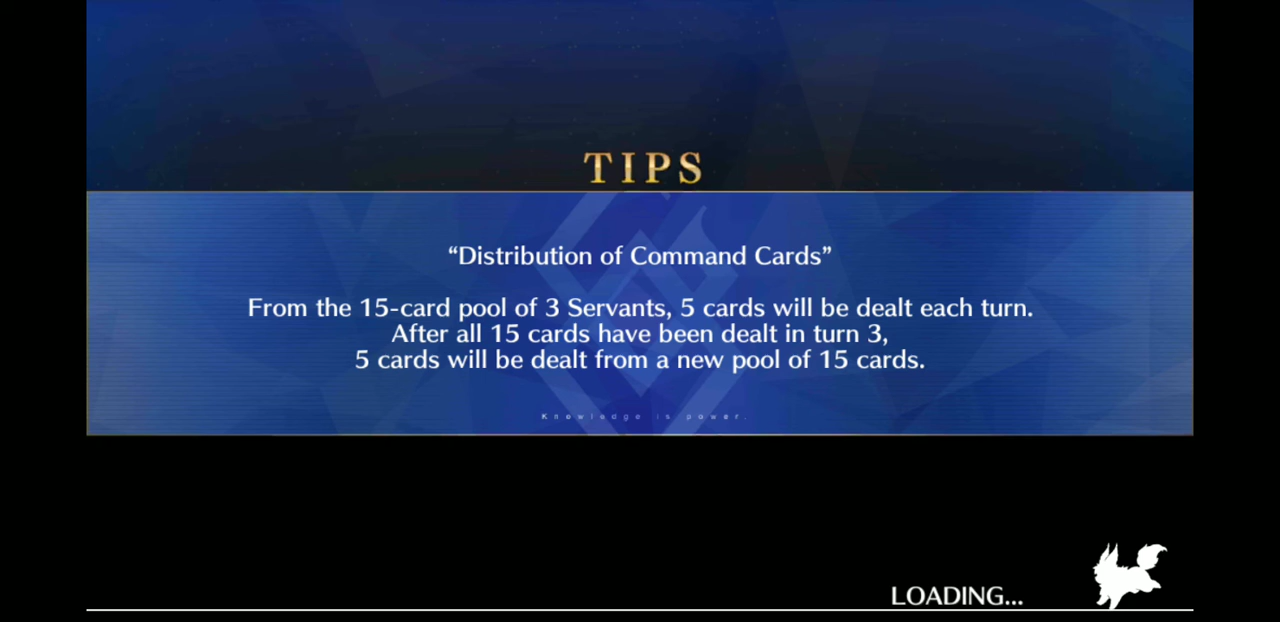 TIPS
“Distribution of Command Cards”
From the 15-card pool of 3 Servants, 5 cards will be dealt each turn.
After all 15 cards have been dealt in turn 3,
5 cards will be dealt from a new pool of 15 cards.
Knowledge is power.
LOADING...